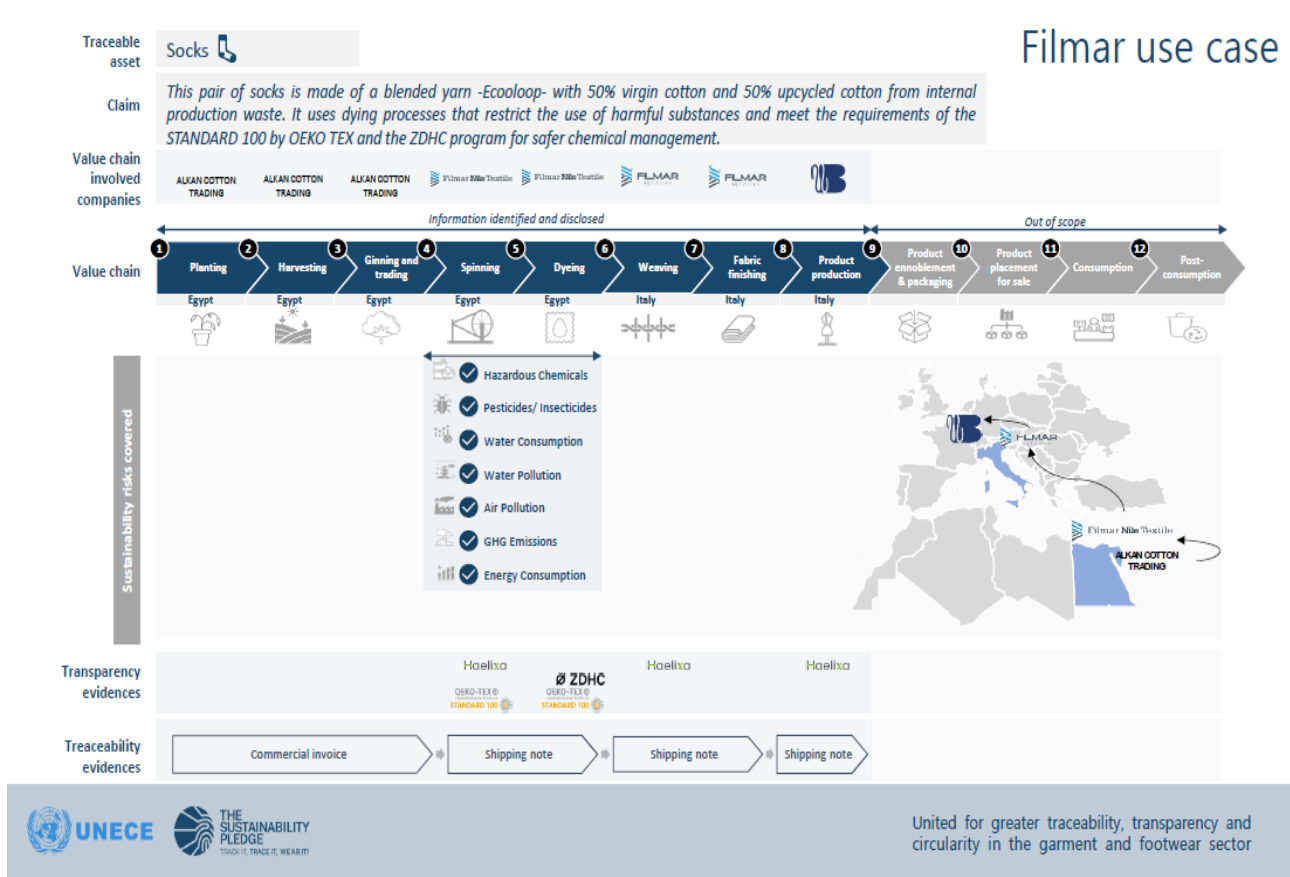 Filmar use case
Traceable
asset
Socks
Claim
This pair of socks is made of a blended yarn -Ecooloop- with 50% virgin cotton and 50% upcycled cotton from internal
production waste. It uses dying processes that restrict the use of harmful substances and meet the requirements of the
STANDARD 100 by OEKO TEX and the ZDHC program for safer chemical management.
Value chain
involved
companies
ALKAN COTTON
TRADING
ALKAN COTTON
TRADING
ALKAN COTTON
TRADING
Filmar Nile Textile
Filmar Nile Textile
FILMAR
NETWORK
FILMAR
NETWORK
Information identified and disclosed
Out of scope
Value chain
1
Planting
2
Harvesting
3
Ginning and
trading
4
Spinning
5
Dyeing
6
Weaving
7
Fabric
finishing
8
Product
production
9
Product
ennoblement
& packaging
10
Product
placement
for sale
11
Consumption
12
Post-
consumption
Egypt
Egypt
Egypt
Egypt
Egypt
Italy
Italy
Italy
Sustainability risks covered
Hazardous Chemicals
Pesticides/ Insecticides
Water Consumption
Water Pollution
Air Pollution
GHG Emissions
Energy Consumption
FILMAR
Filmar Nile Textile
ALKAN COTTON
TRADING
Transparency
evidences
Haelixa
OEKO-TEX®
STANDARD 100
ZDHC
OEKO-TEX®
STANDARD 100
Haelixa
Haelixa
Treaceability
evidences
Commercial invoice
Shipping note
Shipping note
Shipping note
UNECE
THE
SUSTAINABILITY
PLEDGE
TRACK IT, TRACE IT, WEAR IT!
United for greater traceability, transparency and
circularity in the garment and footwear sector